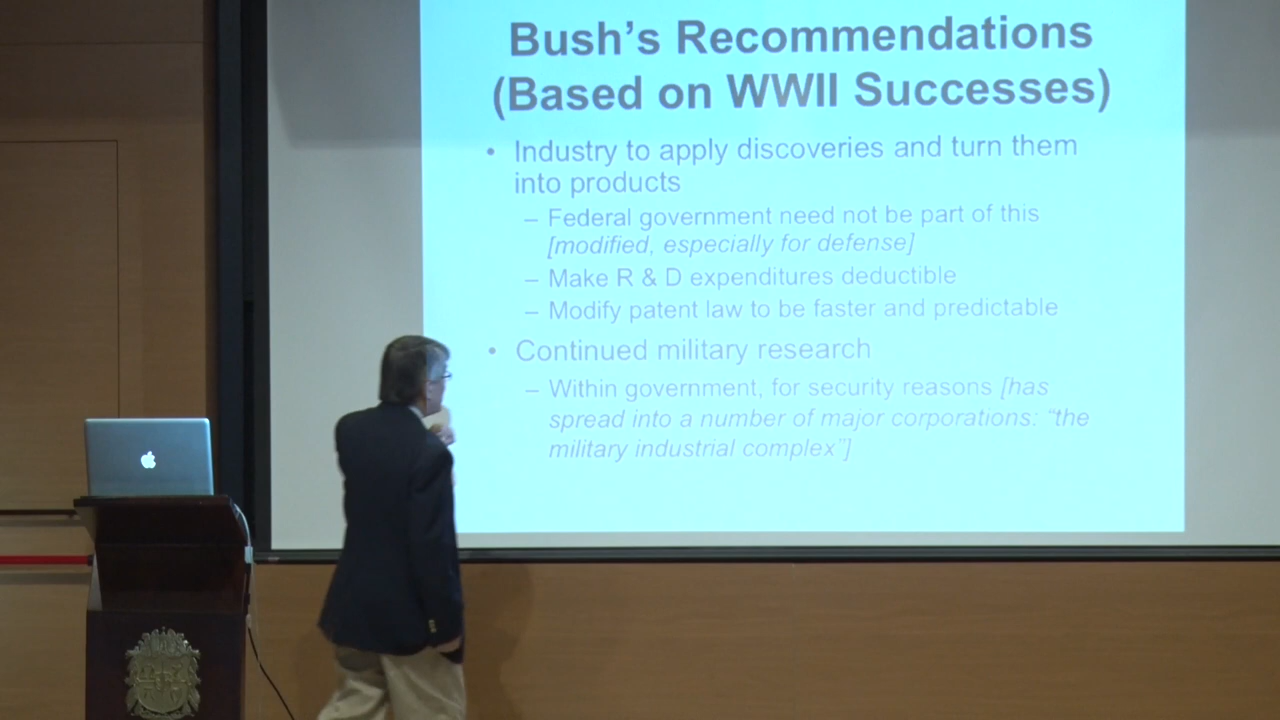 Bush's Recommendations
(Based on WWII Successes)
• Industry to apply discoveries and turn them
into products
– Federal government need not be part of this
[modified, especially for defense]
– Make R & D expenditures deductible
– Modify patent law to be faster and predictable
• Continued military research
– Within government, for security reasons [has
spread into a number of major corporations: "the
military industrial complex"]